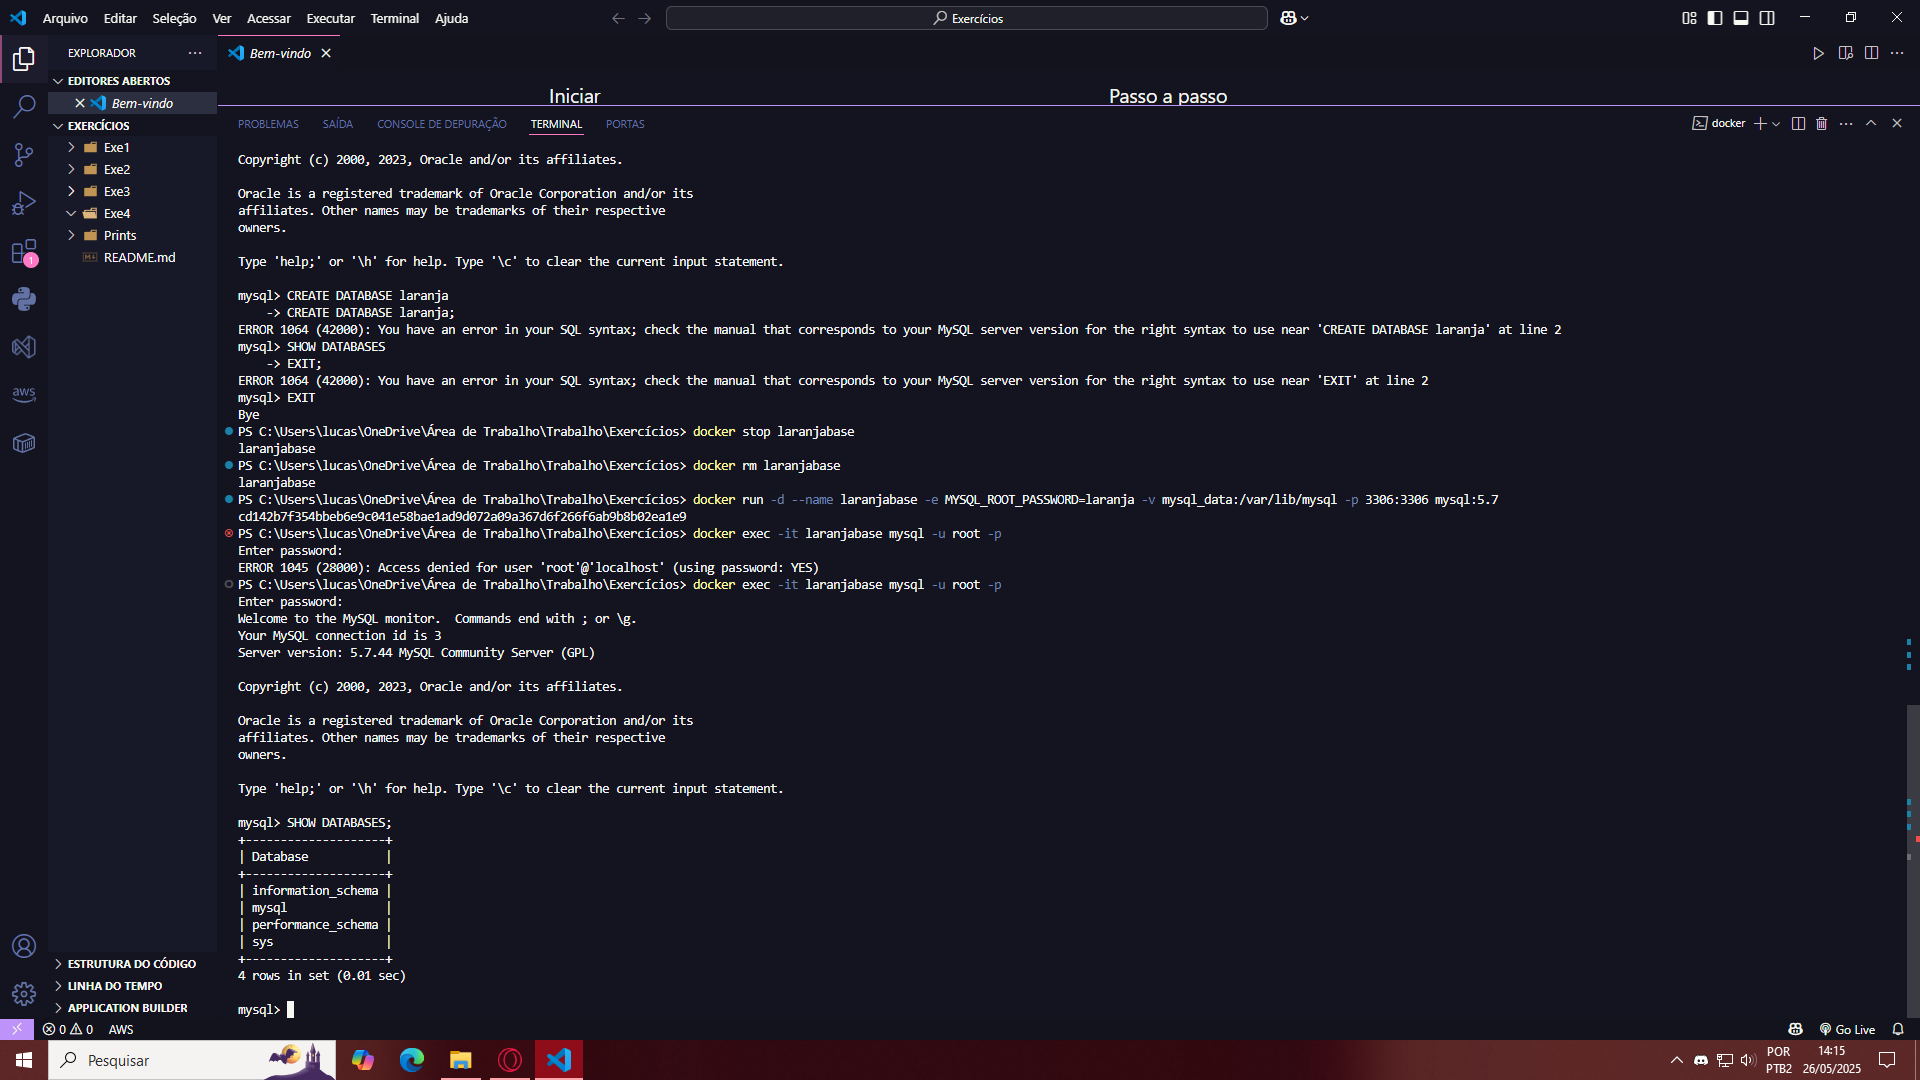 Arquivo Editar Seleção Ver Acessar Executar Terminal Ajuda
Exercícios
EXPLORADOR
EDITORES ABERTOS
Bem-vindo
EXERCÍCIOS
Exe1
Exe2
Exe3
Exe4
Prints
README.md
ESTRUTURA DO CÓDIGO
LINHA DO TEMPO
APPLICATION BUILDER
1
aws
Bem-vindo
Iniciar
Passo a passo
PROBLEMAS SAÍDA CONSOLE DE DEPURAÇÃO TERMINAL PORTAS
docker
Copyright (c) 2000, 2023, Oracle and/or its affiliates.
Oracle is a registered trademark of Oracle Corporation and/or its
affiliates. Other names may be trademarks of their respective
owners.
Type 'help;' or '\h' for help. Type '\c' to clear the current input statement.
mysql> CREATE DATABASE laranja
    -> CREATE DATABASE laranja;
ERROR 1064 (42000): You have an error in your SQL syntax; check the manual that corresponds to your MySQL server version for the right syntax to use near 'CREATE DATABASE laranja' at line 2
mysql> SHOW DATABASES
    -> EXIT;
ERROR 1064 (42000): You have an error in your SQL syntax; check the manual that corresponds to your MySQL server version for the right syntax to use near 'EXIT' at line 2
mysql> EXIT
Bye
PS C:\Users\lucas\OneDrive\Área de Trabalho\Trabalho\Exercícios> docker stop laranjabase
laranjabase
PS C:\Users\lucas\OneDrive\Área de Trabalho\Trabalho\Exercícios> docker rm laranjabase
laranjabase
PS C:\Users\lucas\OneDrive\Área de Trabalho\Trabalho\Exercícios> docker run -d --name laranjabase -e MYSQL_ROOT_PASSWORD=laranja -v mysql_data:/var/lib/mysql -p 3306:3306 mysql:5.7
cd142b7f354bbeb6e9c041e58bae1ad9d072a09a367d6f266f6ab9b8b02ea1e9
PS C:\Users\lucas\OneDrive\Área de Trabalho\Trabalho\Exercícios> docker exec -it laranjabase mysql -u root -p
Enter password:
ERROR 1045 (28000): Access denied for user 'root'@'localhost' (using password: YES)
PS C:\Users\lucas\OneDrive\Área de Trabalho\Trabalho\Exercícios> docker exec -it laranjabase mysql -u root -p
Enter password:
Welcome to the MySQL monitor.  Commands end with ; or \g.
Your MySQL connection id is 3
Server version: 5.7.44 MySQL Community Server (GPL)
Copyright (c) 2000, 2023, Oracle and/or its affiliates.
Oracle is a registered trademark of Oracle Corporation and/or its
affiliates. Other names may be trademarks of their respective
owners.
Type 'help;' or '\h' for help. Type '\c' to clear the current input statement.
mysql> SHOW DATABASES;
+--------------------+
| Database           |
+--------------------+
| information_schema |
| mysql              |
| performance_schema |
| sys                |
+--------------------+
4 rows in set (0.01 sec)
mysql>
0 0 AWS
Go Live
Pesquisar
POR
PTB2
14:15
26/05/2025